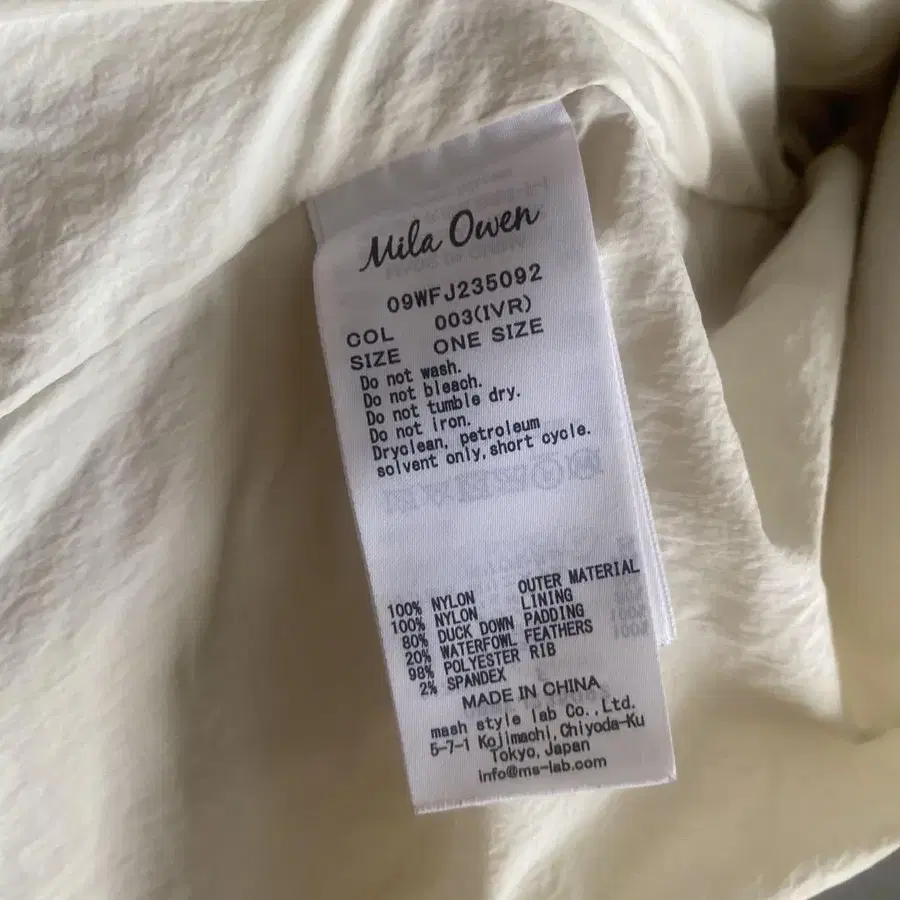 Mila Owen
09WFJ235092
COL 003(IVR)
SIZE ONE SIZE
Do not wash.
Do not bleach.
Do not tumble dry.
Do not iron.
Dryclean, petroleum
solvent only,short cycle.
100% NYLON OUTER MATERIAL
100% NYLON LINING
80% DUCK DOWN PADDING
20% WATERFOWL FEATHERS
98% POLYESTER RIB
2% SPANDEX
MADE IN CHINA
mash style lab Co.,Ltd.
5-7-1 Kojimachi,Chiyoda-Ku
Tokyo,Japan
info@ms-lab.com